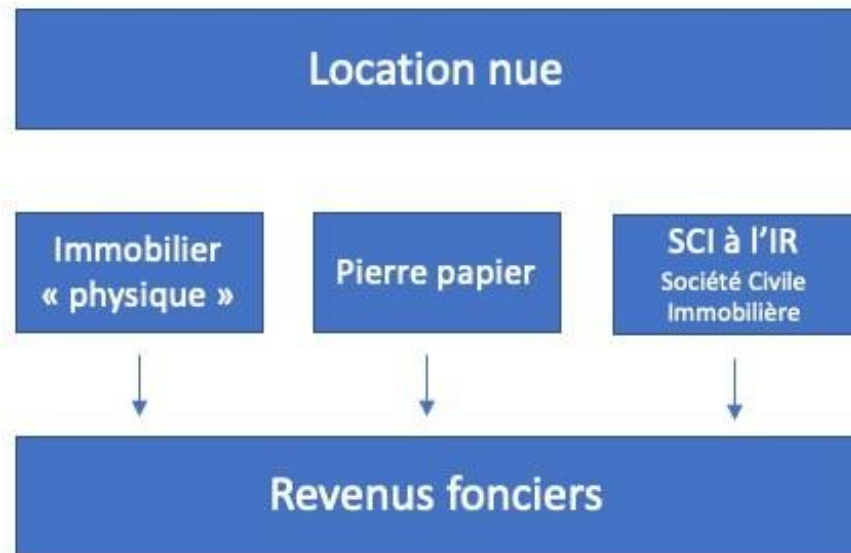 Location nue
Immobilier
« physique »
Pierre papier
SCI à l’IR
Société Civile
Immobilière
Revenus fonciers